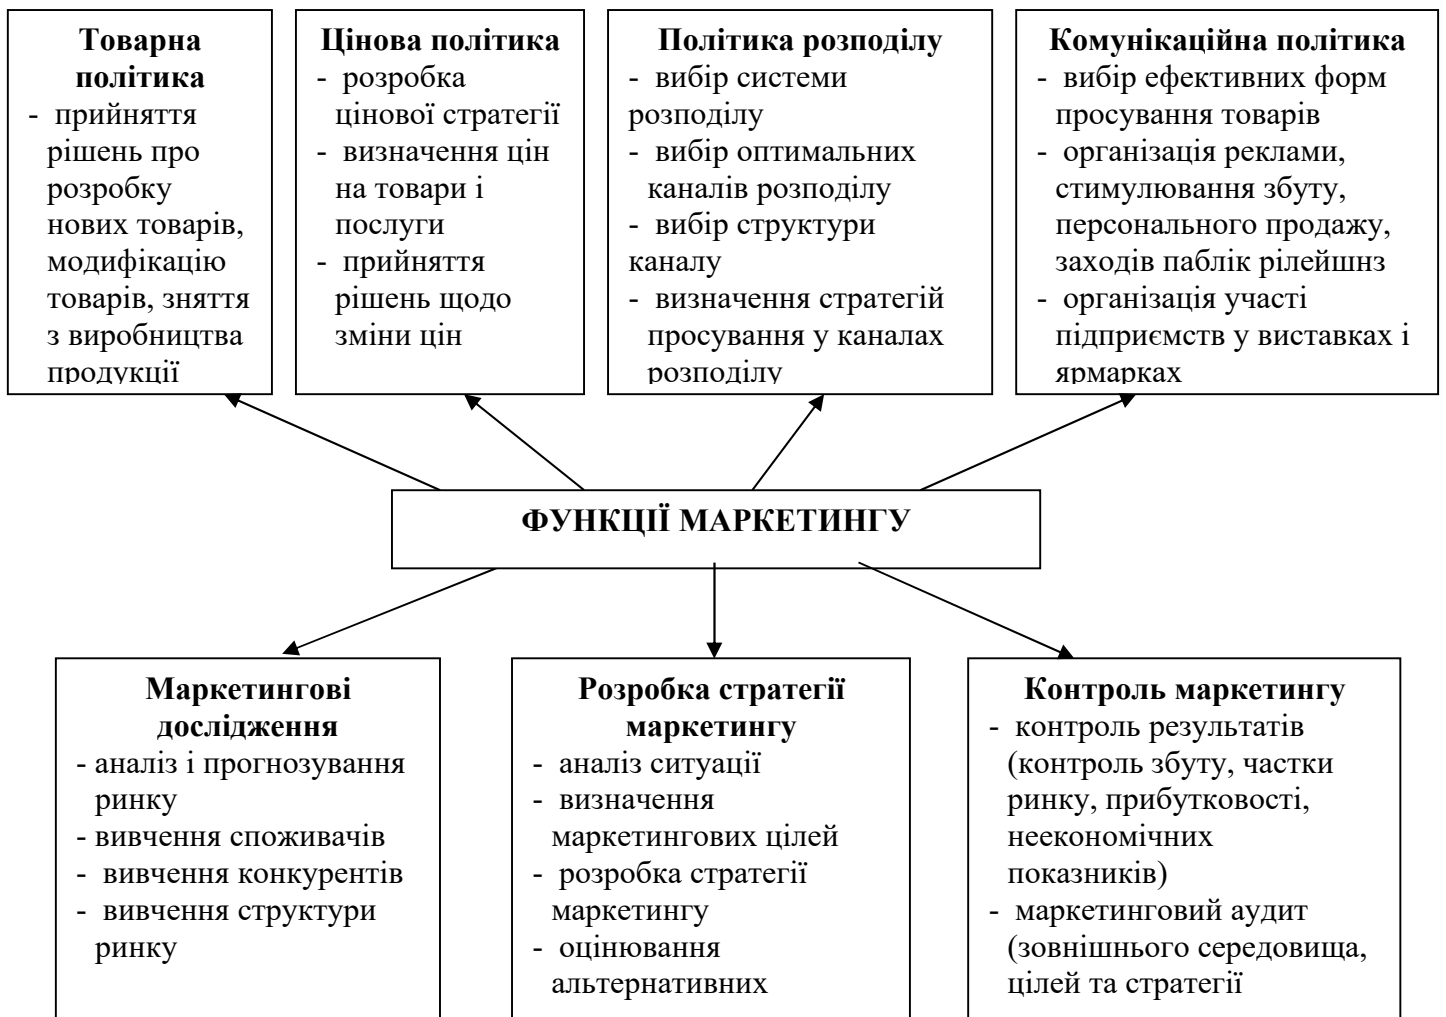 Товарна
політика
- прийняття
рішень про
розробку
нових товарів,
модифікацію
товарів, зняття
з виробництва
продукції
Цінова політика
- розробка
цінової стратегії
- визначення цін
на товари і
послуги
- прийняття
рішень щодо
зміни цін
Політика розподілу
- вибір системи
розподілу
- вибір оптимальних
каналів розподілу
- вибір структури
каналу
- визначення стратегій
просування у каналах
розподілу
Комунікаційна політика
- вибір ефективних форм
просування товарів
- організація реклами,
стимулювання збуту,
персонального продажу,
заходів паблік рілейшнз
- організація участі
підприємств у виставках і
ярмарках
ФУНКЦІЇ МАРКЕТИНГУ
Маркетингові
дослідження
- аналіз і прогнозування
ринку
- вивчення споживачів
- вивчення конкурентів
- вивчення структури
ринку
Розробка стратегії
маркетингу
- аналіз ситуації
- визначення
маркетингових цілей
- розробка стратегії
маркетингу
- оцінювання
альтернативних
Контроль маркетингу
- контроль результатів
(контроль збуту, частки
ринку, прибутковості,
неекономічних
показників)
- маркетинговий аудит
(зовнішнього середовища,
цілей та стратегії